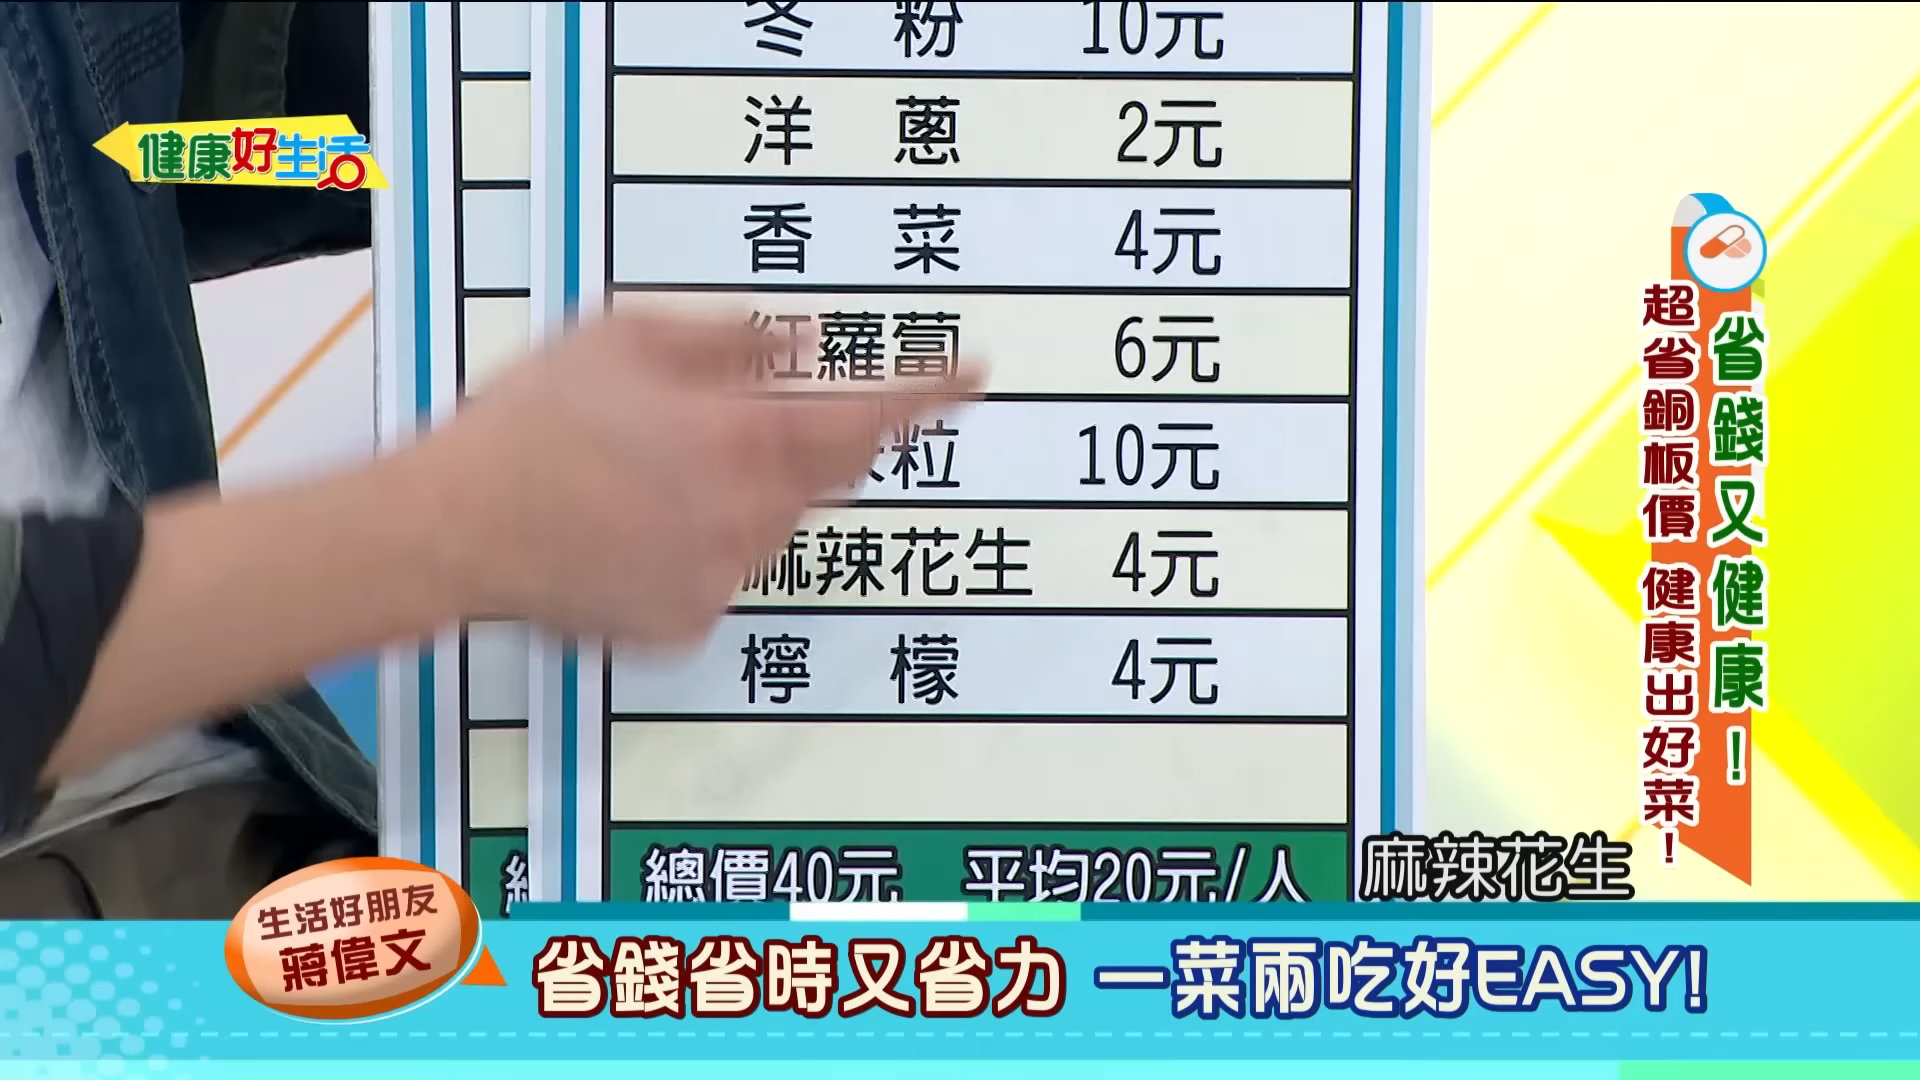 冬粉 10元
洋蔥 2元
香菜 4元
紅蘿蔔 6元
粒 10元
麻辣花生 4元
檸檬 4元
總價40元 平均20元/人
健康好生活
省錢又健康！
超省銅板價 健康出好菜！
麻辣花生
生活好朋友
蔣偉文
省錢省時又省力 一菜兩吃好EASY!